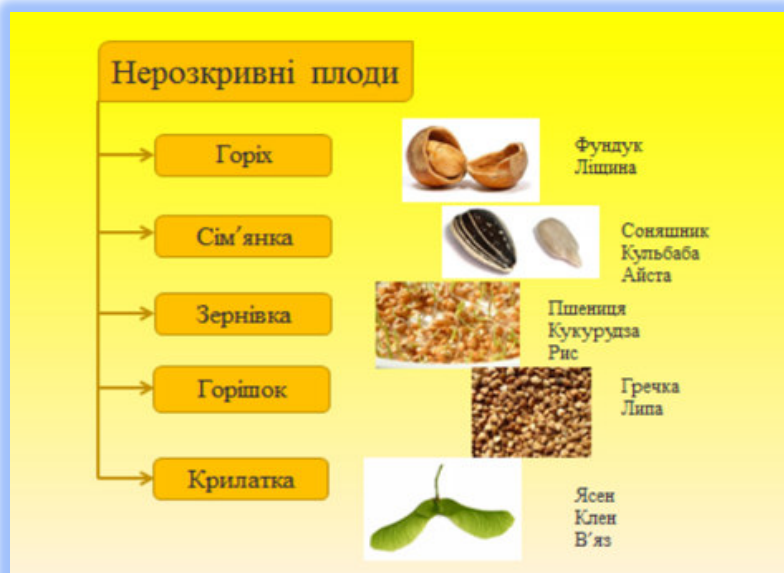 Нерозкривні плоди
Горіх
Фундук
Ліщина
Сім´янка
Соняшник
Кульбаба
Айста
Зернівка
Пшениця
Кукурудза
Рис
Горішок
Гречка
Липа
Крилатка
Ясен
Клен
В´яз